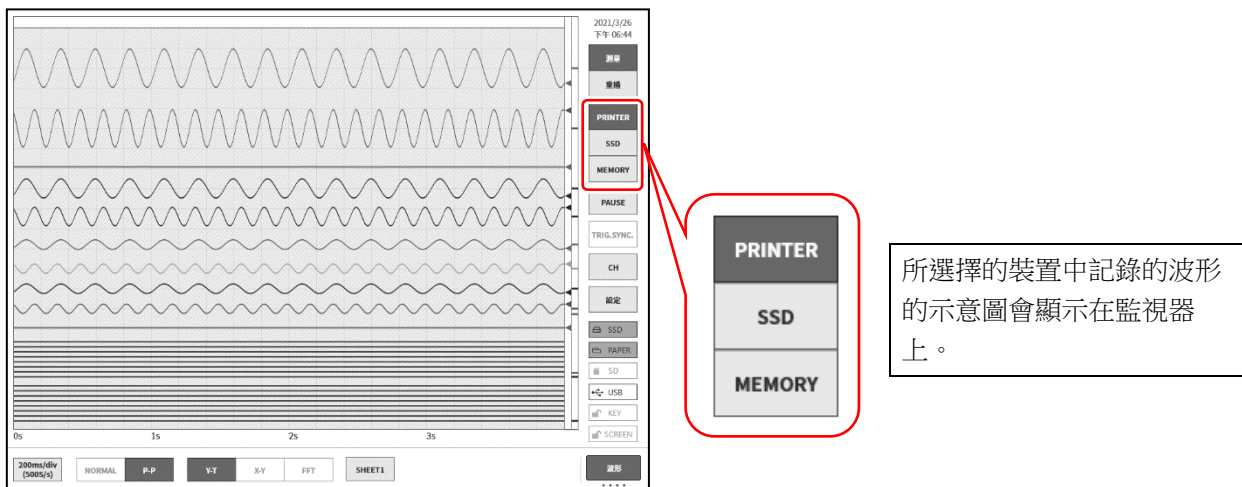 2021/3/26
下午 06:44
測量
重播
PRINTER
SSD
MEMORY
PAUSE
TRIG.SYNC.
CH
設定
SSD
PAPER
SD
USB
KEY
SCREEN
0s 1s 2s 3s
200ms/div
(500S/s)
NORMAL P-P Y-T X-Y FFT SHEET1 波形
PRINTER
SSD
MEMORY
所選擇的裝置中記錄的波形
的示意圖會顯示在監視器
上。